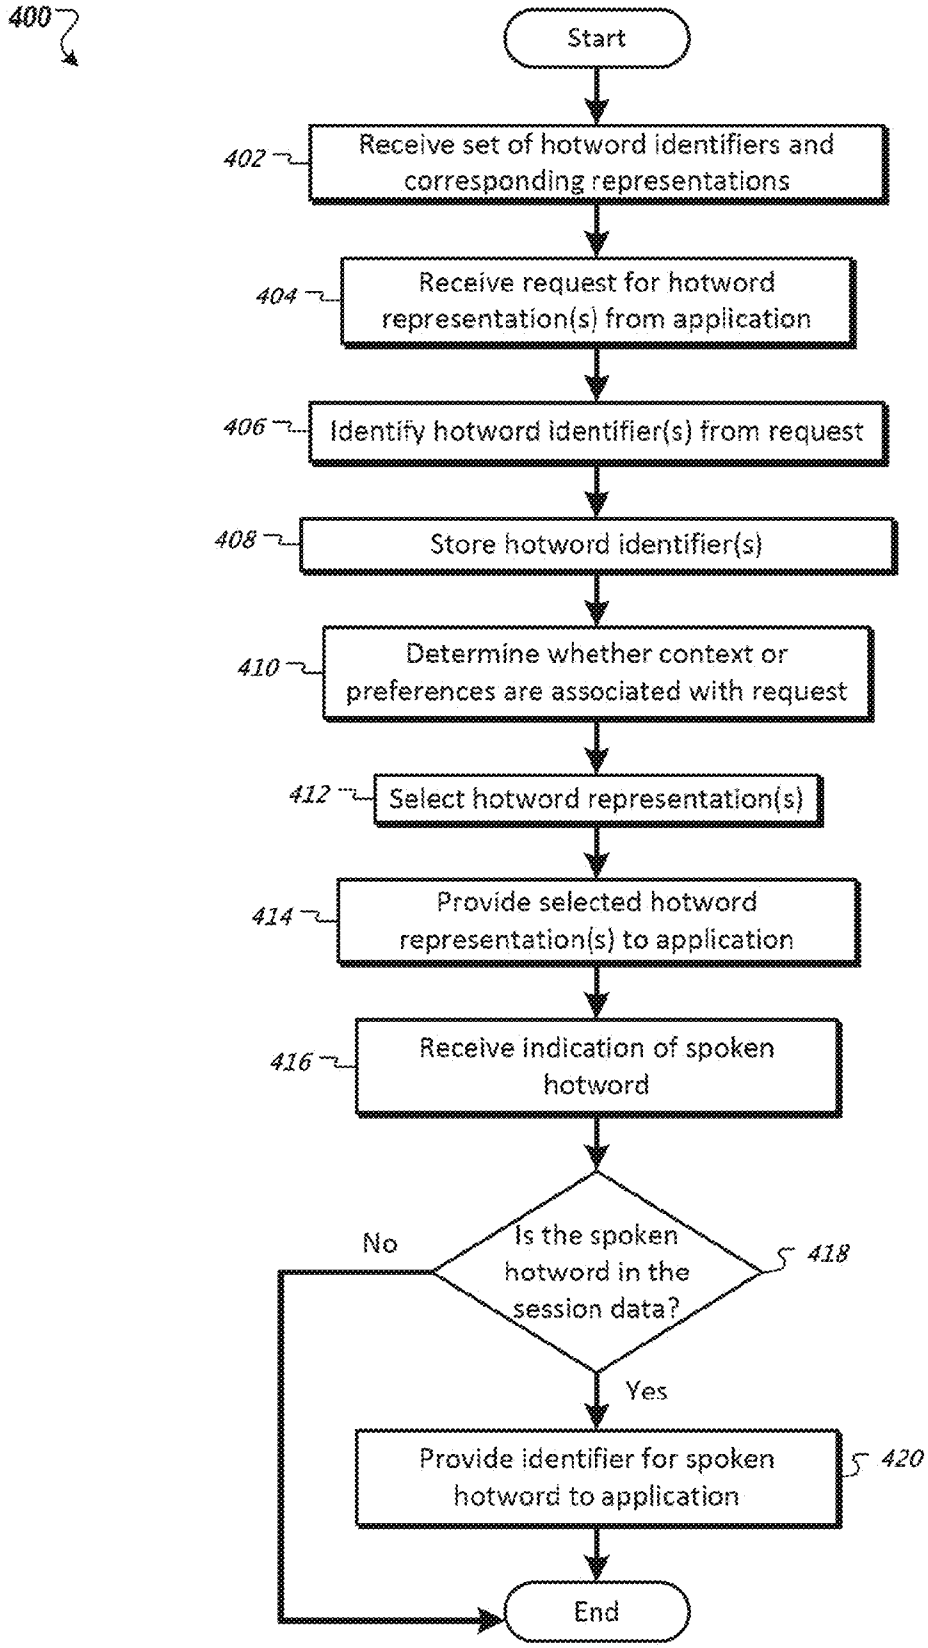 400
Start
402
Receive set of hotword identifiers and
corresponding representations
404
Receive request for hotword
representation(s) from application
406
Identify hotword identifier(s) from request
408
Store hotword identifier(s)
410
Determine whether context or
preferences are associated with request
412
Select hotword representation(s)
414
Provide selected hotword
representation(s) to application
416
Receive indication of spoken
hotword
No
Is the spoken
hotword in the
session data?
418
Yes
Provide identifier for spoken
hotword to application
420
End